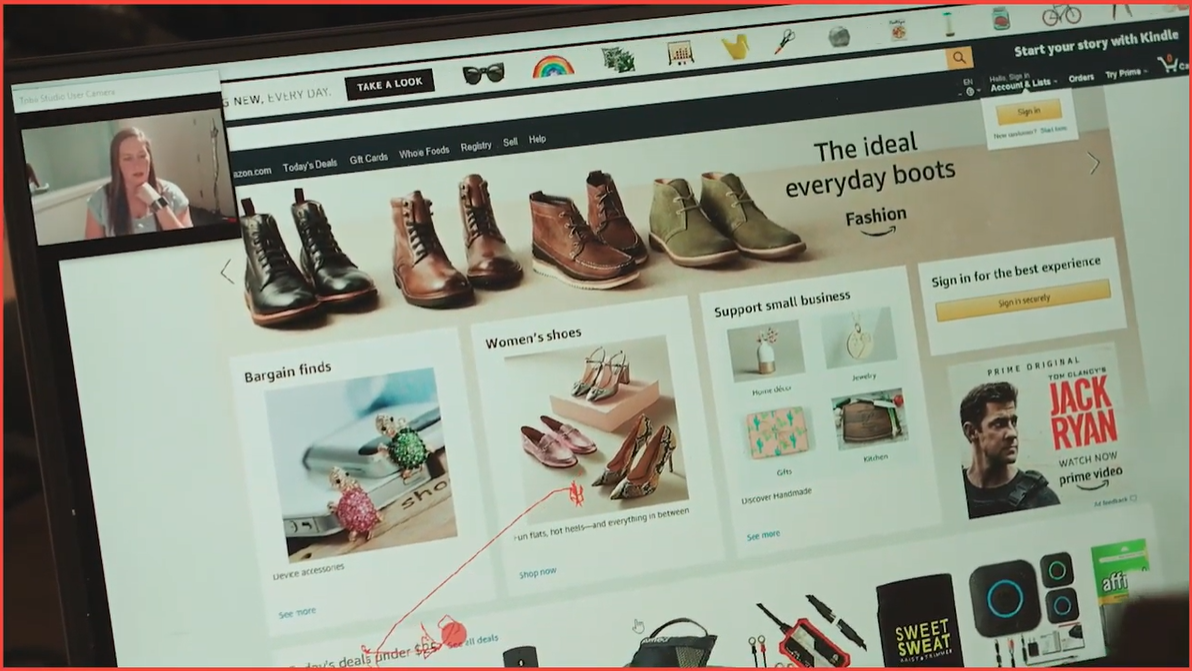 Tobii Studio User Camera
G NEW, EVERY DAY.
TAKE A LOOK
Start your story with Kindle
EN
Hello, Sign in
Account & Lists
Orders
Try Prime
Sign in
New customer? Start here
Today's Deals
Gift Cards
Whole Foods
Registry
Sell
Help
azon.com
The ideal
everyday boots
Fashion
Sign in for the best experience
Sign in securely
Bargain finds
Women's shoes
Support small business
Home décor
Jewelry
Gifts
Kitchen
Discover Handmade
See more
PRIME ORIGINAL
TOM CLANCY'S
JACK
RYAN
WATCH NOW
prime video
Ad feedback
sho
Device accessories
See more
Fun flats, hot heels—and everything in between
Shop now
day's deals under $25
See all deals
SWEET
SWEAT
WAIST TRIMMER
affr